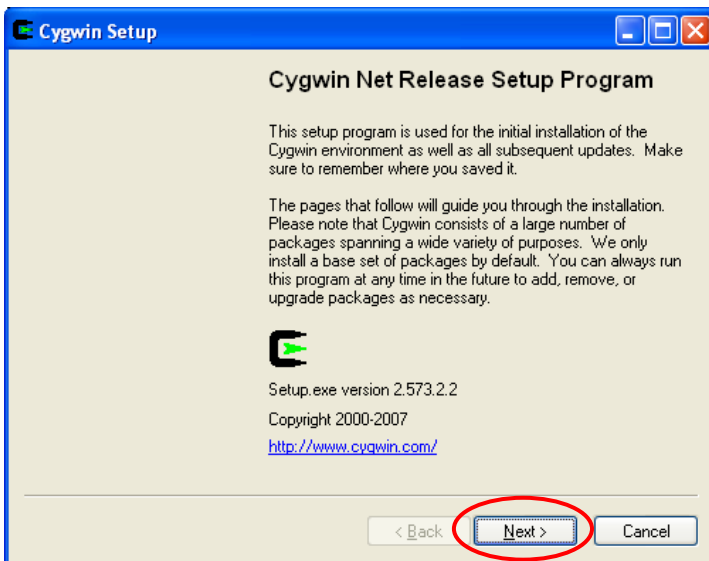 Cygwin Setup
Cygwin Net Release Setup Program
This setup program is used for the initial installation of the
Cygwin environment as well as all subsequent updates.  Make
sure to remember where you saved it.
The pages that follow will guide you through the installation.
Please note that Cygwin consists of a large number of
packages spanning a wide variety of purposes.  We only
install a base set of packages by default.  You can always run
this program at any time in the future to add, remove, or
upgrade packages as necessary.
Setup.exe version 2.573.2.2
Copyright 2000-2007
http://www.cygwin.com/
< Back Next > Cancel